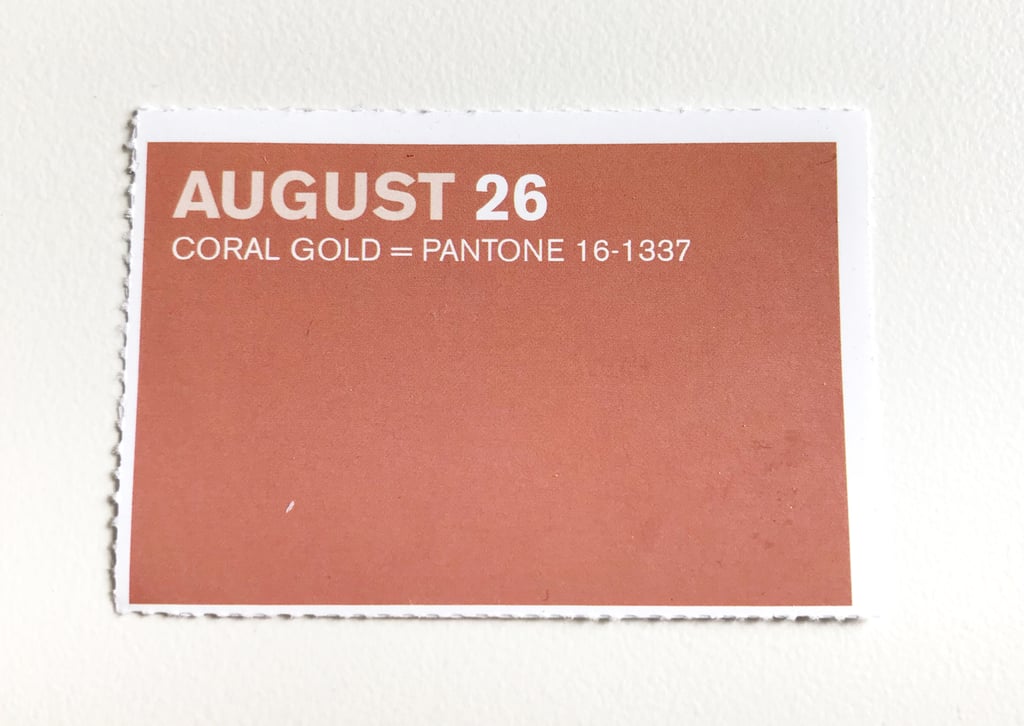 AUGUST 26
CORAL GOLD = PANTONE 16-1337